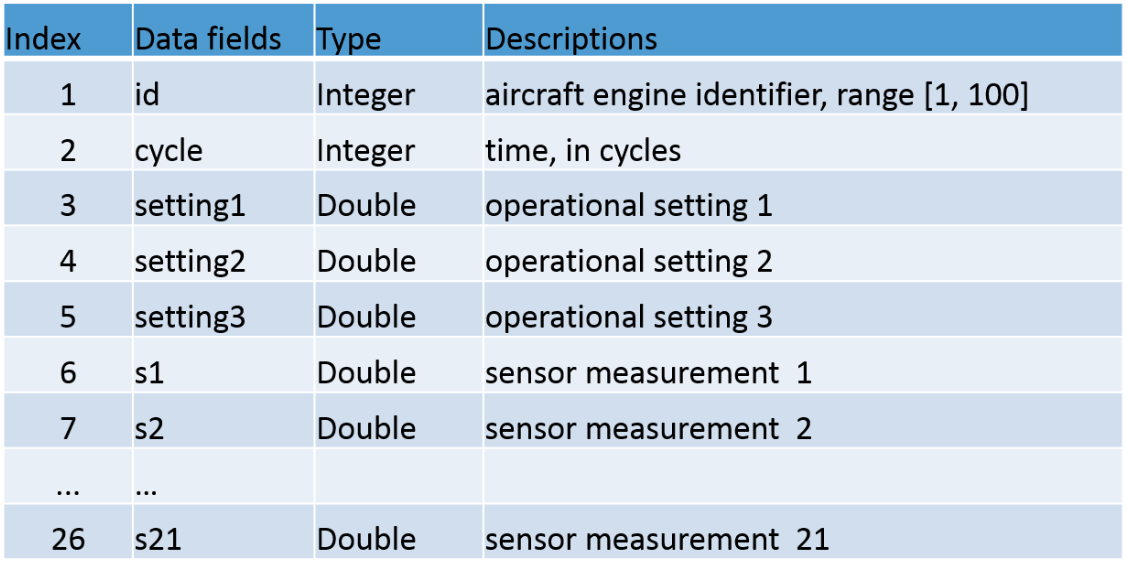 Index Data fields Type Descriptions
1 id Integer aircraft engine identifier, range [1, 100]
2 cycle Integer time, in cycles
3 setting1 Double operational setting 1
4 setting2 Double operational setting 2
5 setting3 Double operational setting 3
6 s1 Double sensor measurement  1
7 s2 Double sensor measurement  2
... ...
26 s21 Double sensor measurement  21